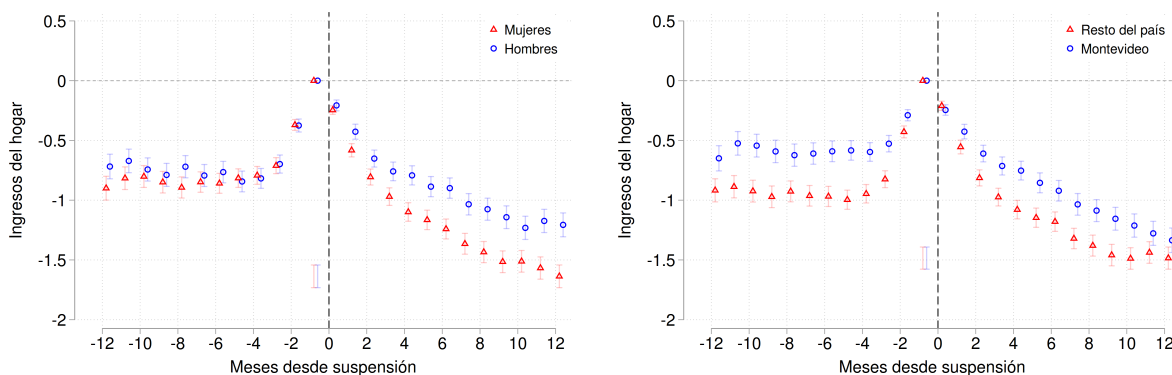 Mujeres
Hombres
Ingresos del hogar
0.5
0
-0.5
-1
-1.5
-2
-12 -10 -8 -6 -4 -2 0 2 4 6 8 10 12
Meses desde suspensión
Resto del país
Montevideo
Ingresos del hogar
0.5
0
-0.5
-1
-1.5
-2
-12 -10 -8 -6 -4 -2 0 2 4 6 8 10 12
Meses desde suspensión